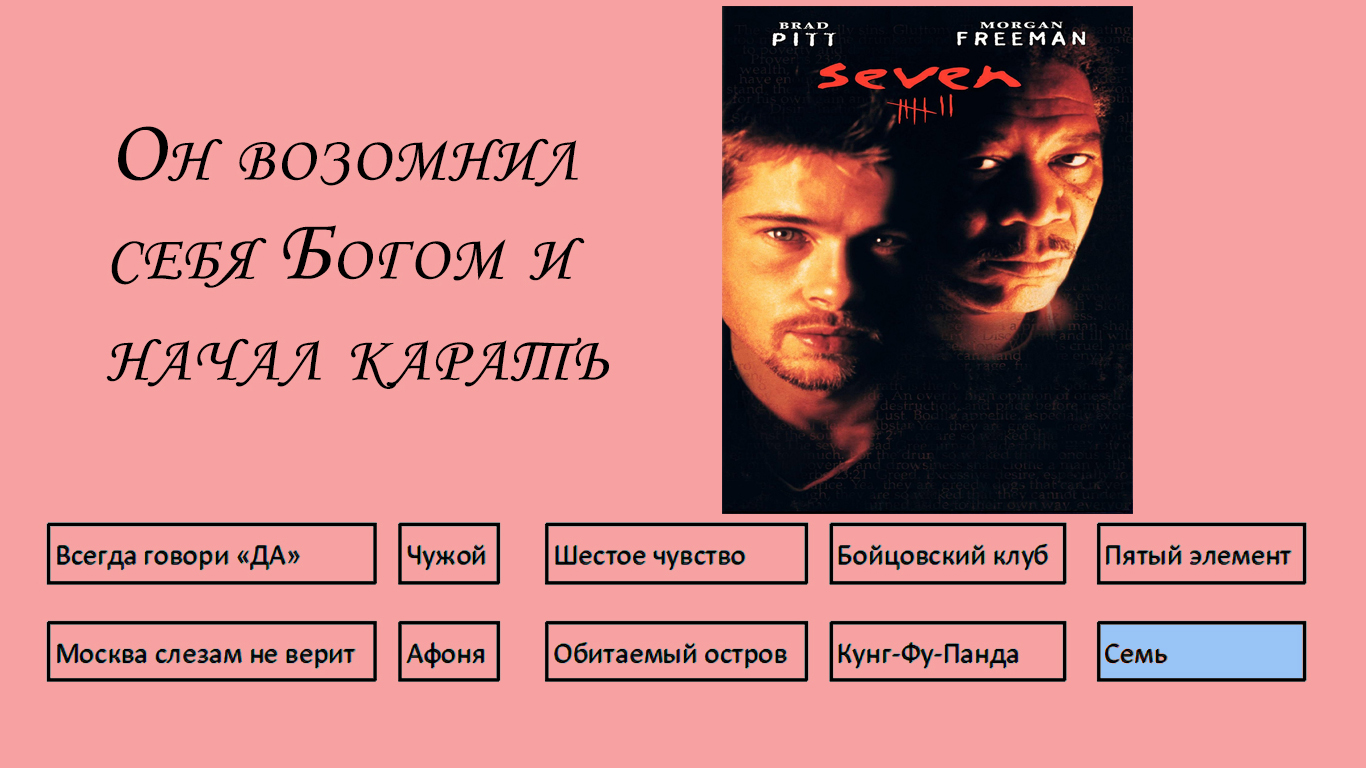 Он возомнил
себя Богом и
начал карать
BRAD
PITT
MORGAN
FREEMAN
seven
Всегда говори «ДА»
Чужой
Шестое чувство
Бойцовский клуб
Пятый элемент
Москва слезам не верит
Афоня
Обитаемый остров
Кунг-Фу-Панда
Семь